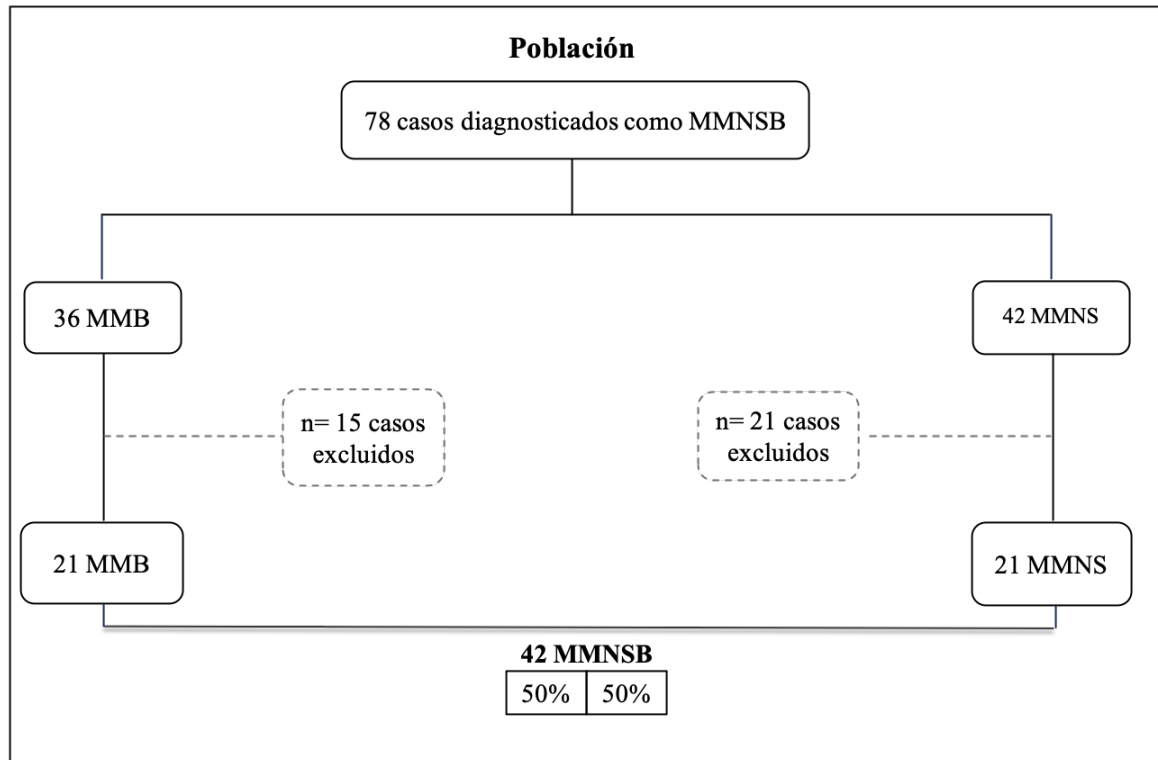 Población
78 casos diagnosticados como MMNSB
36 MMB
42 MMNS
n= 15 casos
excluidos
n= 21 casos
excluidos
21 MMB
21 MMNS
42 MMNSB
50% 50%